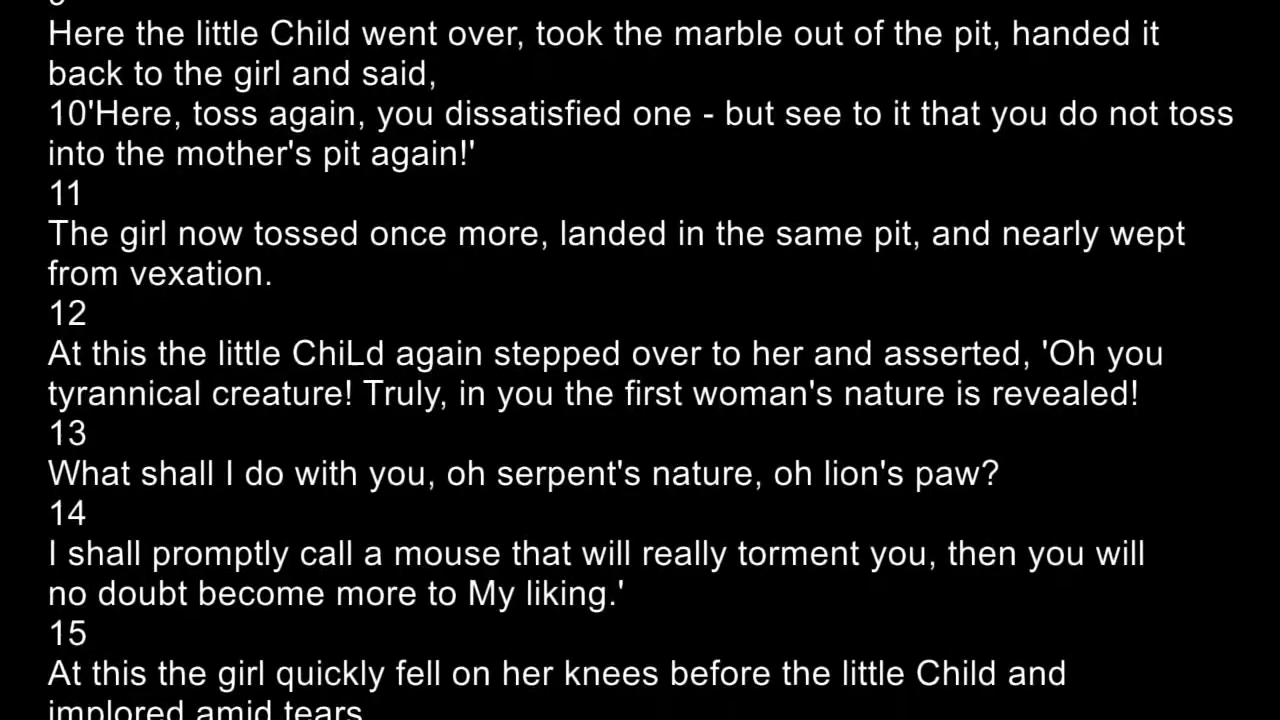 Here the little Child went over, took the marble out of the pit, handed it
back to the girl and said,
10'Here, toss again, you dissatisfied one - but see to it that you do not toss
into the mother's pit again!'
11
The girl now tossed once more, landed in the same pit, and nearly wept
from vexation.
12
At this the little ChiLd again stepped over to her and asserted, 'Oh you
tyrannical creature! Truly, in you the first woman's nature is revealed!
13
What shall I do with you, oh serpent's nature, oh lion's paw?
14
I shall promptly call a mouse that will really torment you, then you will
no doubt become more to My liking.'
15
At this the girl quickly fell on her knees before the little Child and
implored amid tears